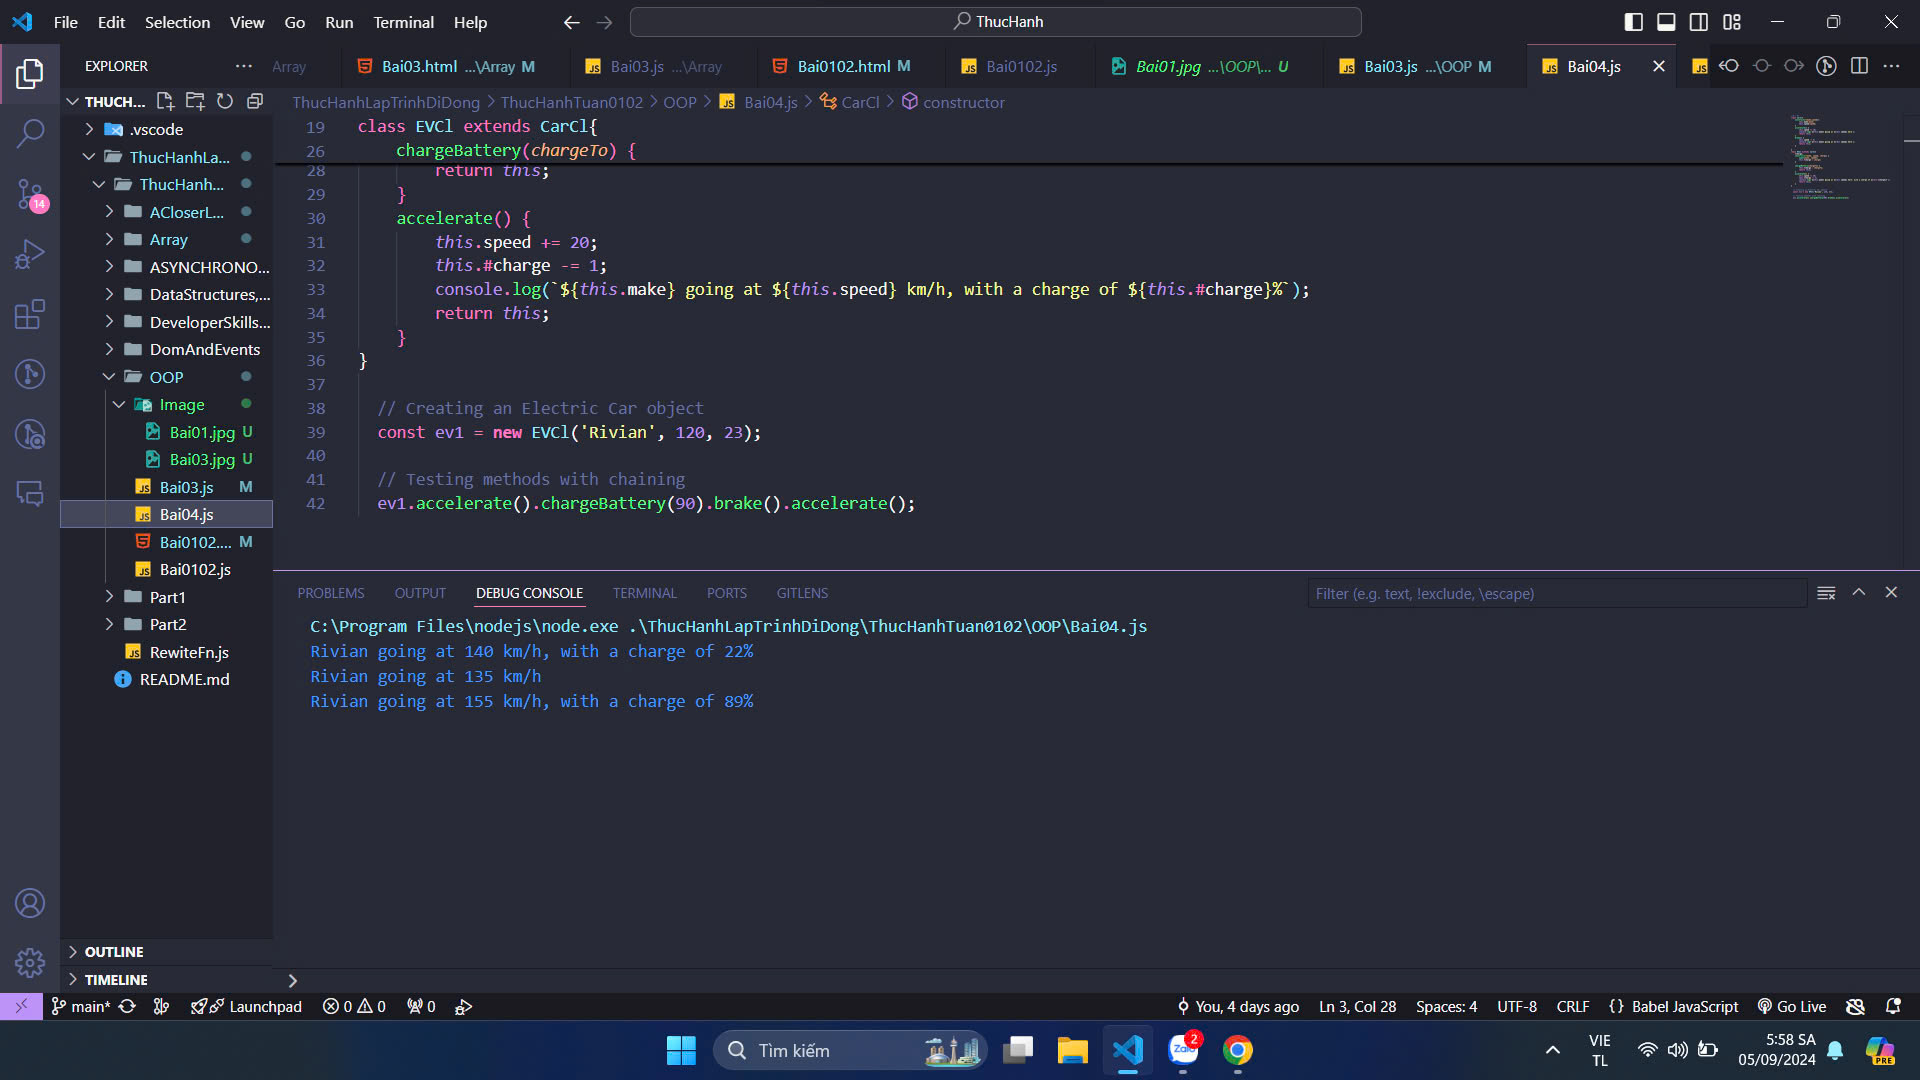 File Edit Selection View Go Run Terminal Help
ThucHanh
EXPLORER
Array
Bai03.html ...\Array M
Bai03.js ...\Array
Bai0102.html M
Bai0102.js
Bai01.jpg ...\OOP\... U
Bai03.js ...\OOP M
Bai04.js
THUCH...
ThucHanhLapTrinhDiDong > ThucHanhTuan0102 > OOP > Bai04.js > CarCl > constructor
.vscode
ThucHanhLa...
ThucHanh...
ACloserL...
Array
ASYNCHRONO...
DataStructures,...
DeveloperSkills...
DomAndEvents
OOP
Image
Bai01.jpg U
Bai03.jpg U
Bai03.js M
Bai04.js
Bai0102.... M
Bai0102.js
Part1
Part2
RewiteFn.js
README.md
OUTLINE
TIMELINE
14
19 class EVCl extends CarCl{
26 chargeBattery(chargeTo) {
28 return this;
29 }
30 accelerate() {
31 this.speed += 20;
32 this.#charge -= 1;
33 console.log(`${this.make} going at ${this.speed} km/h, with a charge of ${this.#charge}%`);
34 return this;
35 }
36 }
37
38 // Creating an Electric Car object
39 const ev1 = new EVCl('Rivian', 120, 23);
40
41 // Testing methods with chaining
42 ev1.accelerate().chargeBattery(90).brake().accelerate();
PROBLEMS OUTPUT DEBUG CONSOLE TERMINAL PORTS GITLENS
Filter (e.g. text, !exclude, \escape)
C:\Program Files\nodejs\node.exe .\ThucHanhLapTrinhDiDong\ThucHanhTuan0102\OOP\Bai04.js
Rivian going at 140 km/h, with a charge of 22%
Rivian going at 135 km/h
Rivian going at 155 km/h, with a charge of 89%
main* Launchpad 0 0 0
You, 4 days ago Ln 3, Col 28 Spaces: 4 UTF-8 CRLF {} Babel JavaScript Go Live
Tìm kiếm
Zalo
2
VIE
TL
5:58 SA
05/09/2024
PRE